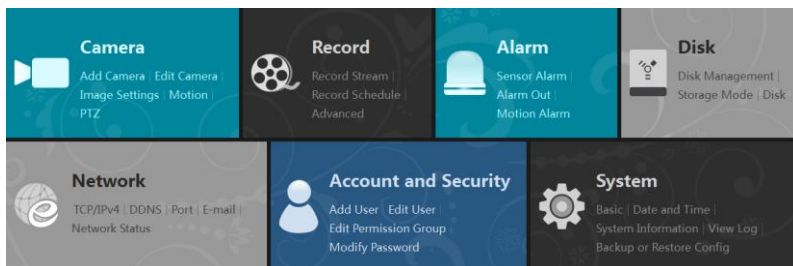 Camera
Add Camera | Edit Camera |
Image Settings | Motion |
PTZ
Record
Record Stream |
Record Schedule |
Advanced
Alarm
Sensor Alarm |
Alarm Out |
Motion Alarm
Disk
Disk Management |
Storage Mode | Disk
Network
TCP/IPv4 | DDNS | Port | E-mail |
Network Status
Account and Security
Add User | Edit User |
Edit Permission Group
Modify Password
System
Basic | Date and Time |
System Information | View Log |
Backup or Restore Config